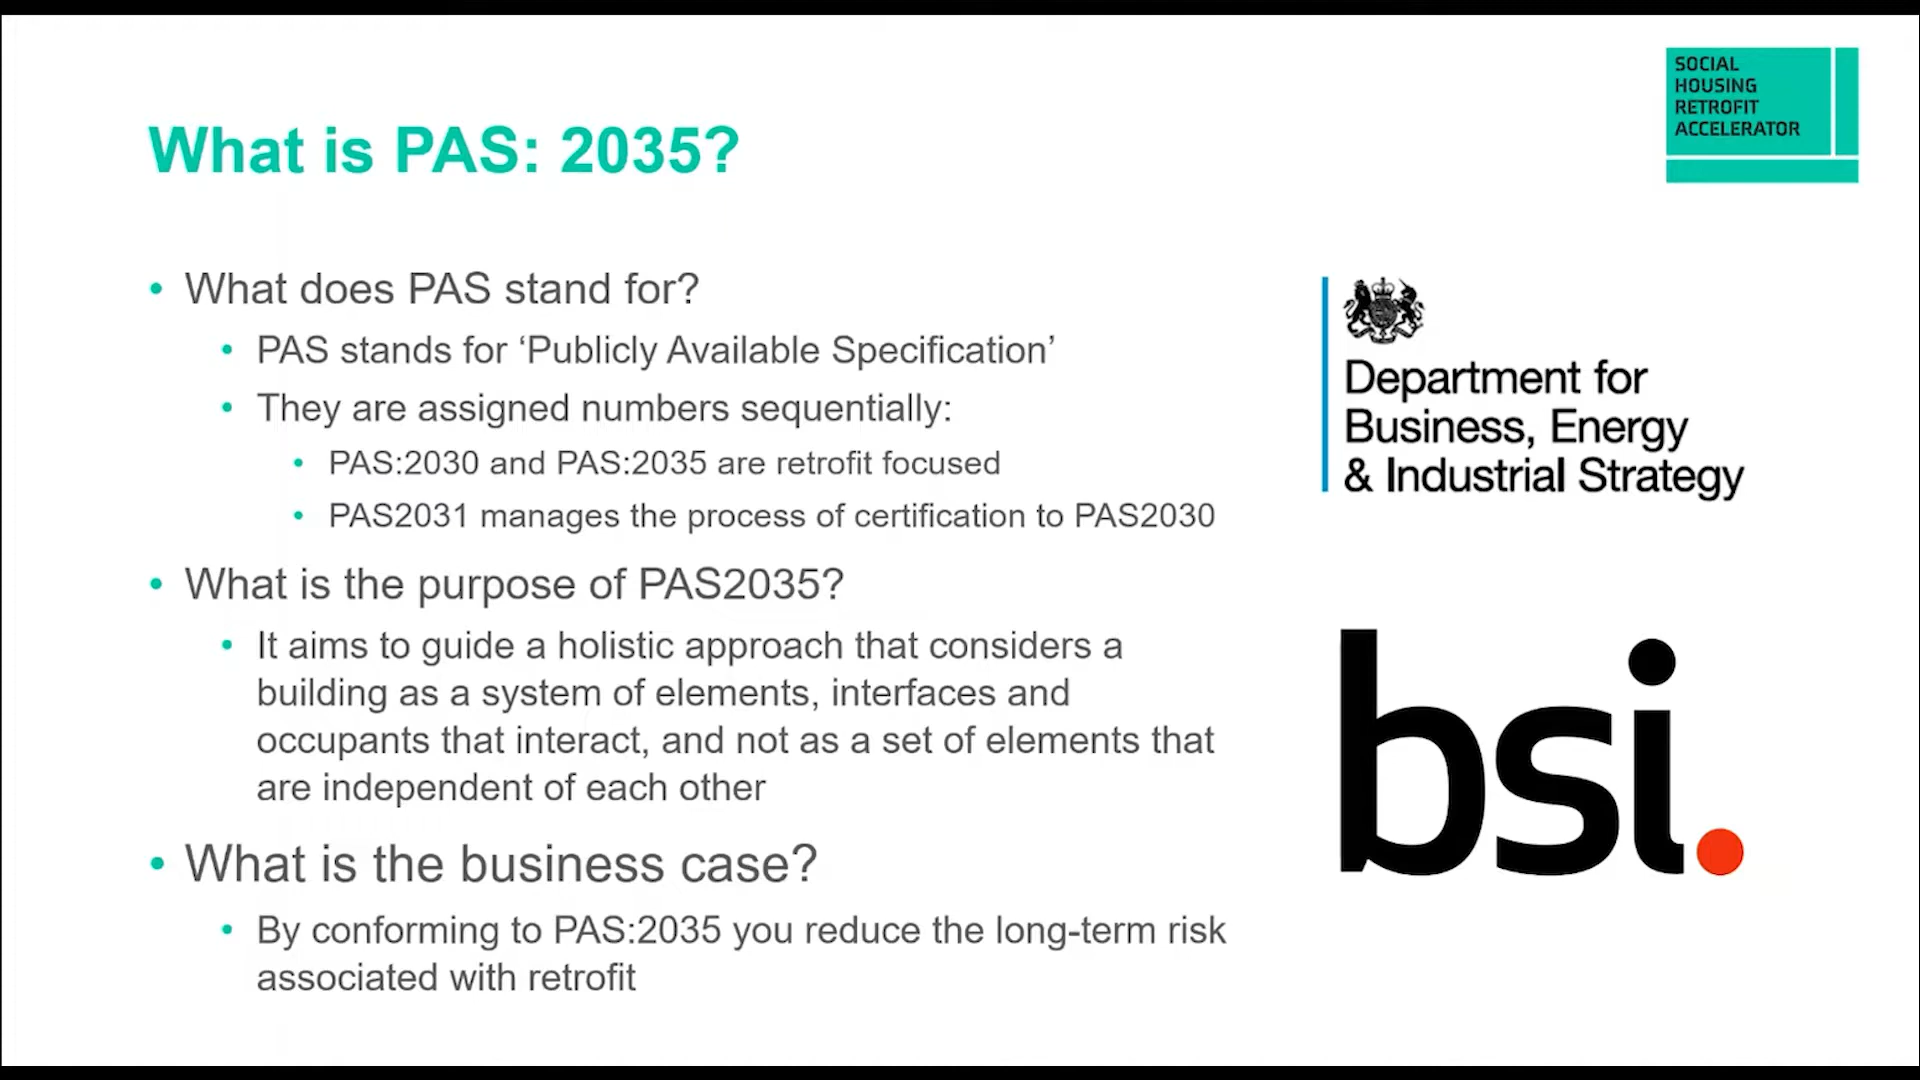 SOCIAL
HOUSING
RETROFIT
ACCELERATOR
What is PAS: 2035?
• What does PAS stand for?
• PAS stands for ‘Publicly Available Specification’
• They are assigned numbers sequentially:
• PAS:2030 and PAS:2035 are retrofit focused
• PAS2031 manages the process of certification to PAS2030
• What is the purpose of PAS2035?
• It aims to guide a holistic approach that considers a
building as a system of elements, interfaces and
occupants that interact, and not as a set of elements that
are independent of each other
• What is the business case?
• By conforming to PAS:2035 you reduce the long-term risk
associated with retrofit
Department for
Business, Energy
& Industrial Strategy
bsi.